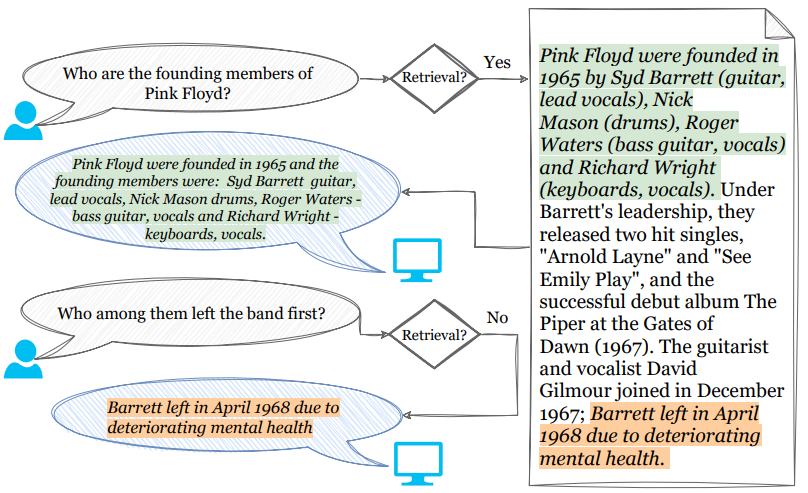 Who are the founding members of
Pink Floyd?
Retrieval?
Yes
Pink Floyd were founded in 1965 and the
founding members were:  Syd Barrett  guitar,
lead vocals, Nick Mason drums, Roger Waters -
bass guitar, vocals and Richard Wright -
keyboards, vocals.
Who among them left the band first?
Retrieval?
No
Barrett left in April 1968 due to
deteriorating mental health
Pink Floyd were founded in
1965 by Syd Barrett (guitar,
lead vocals), Nick
Mason (drums), Roger
Waters (bass guitar, vocals)
and Richard Wright
(keyboards, vocals). Under
Barrett's leadership, they
released two hit singles,
"Arnold Layne" and "See
Emily Play", and the
successful debut album The
Piper at the Gates of
Dawn (1967). The guitarist
and vocalist David
Gilmour joined in December
1967; Barrett left in April
1968 due to deteriorating
mental health.